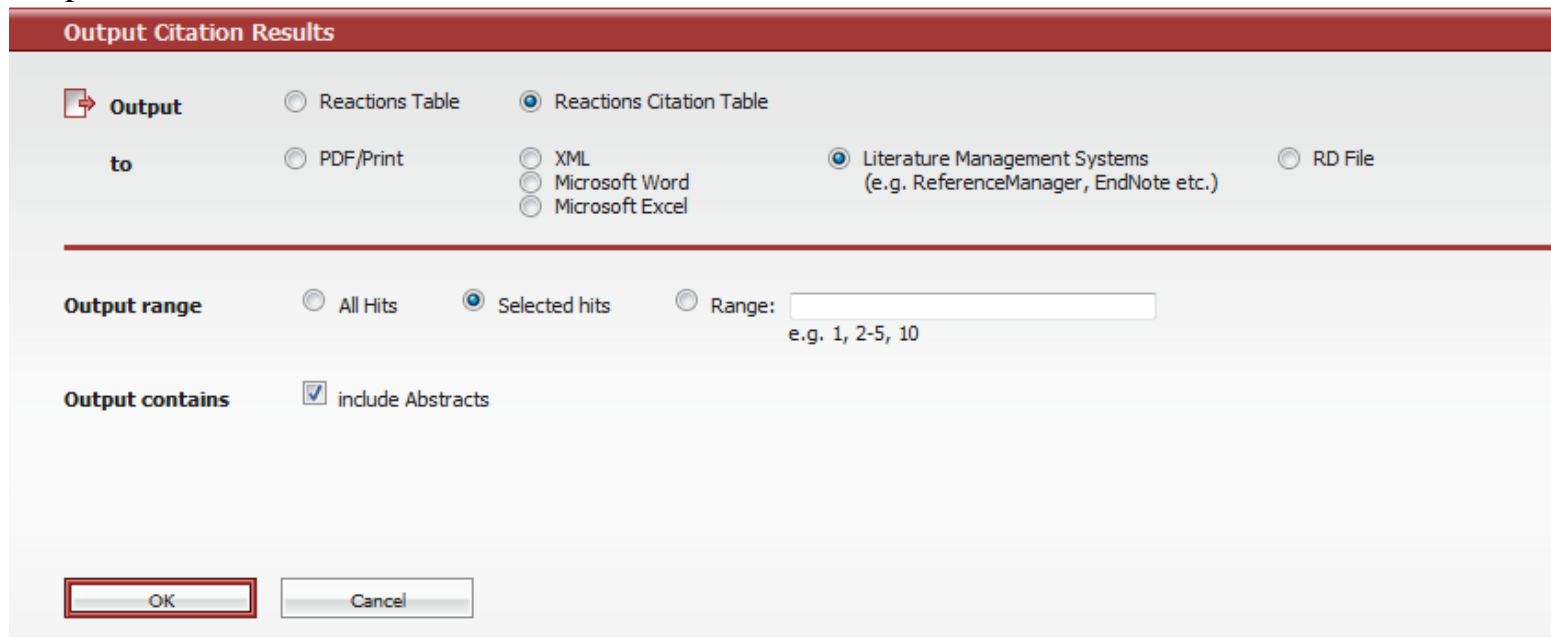 Output Citation Results
Output Reactions Table Reactions Citation Table
to PDF/Print XML Literature Management Systems RD File
Microsoft Word (e.g. ReferenceManager, EndNote etc.)
Microsoft Excel
Output range All Hits Selected hits Range:
e.g. 1, 2-5, 10
Output contains include Abstracts
OK Cancel